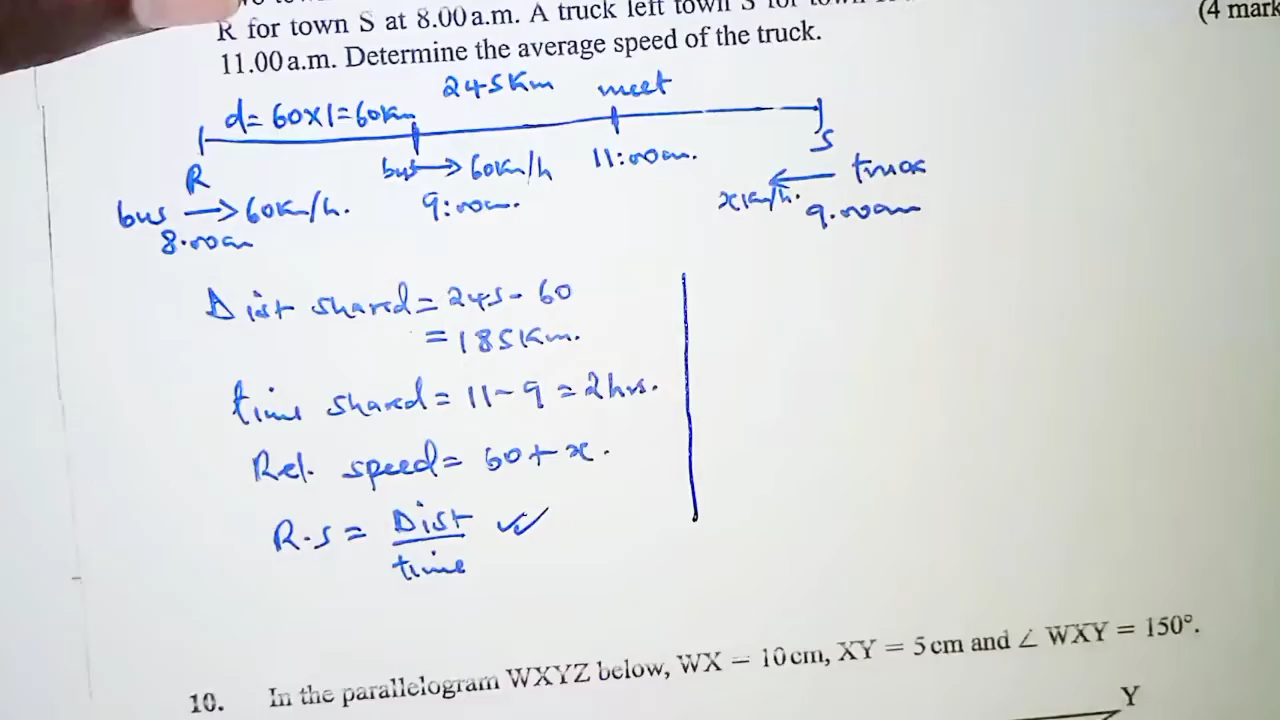 R for town S at 8.00 a.m. A truck left town S for town
(4 mark
11.00 a.m. Determine the average speed of the truck.
245Km
meet
d= 60×1=60Km
R
bus → 60Km/h
9:00am.
11:00am.
S
truck
xKm/h.
9.00am
bus → 60Km/h.
8.00am
Dist shared = 245- 60
= 185Km.
time shared = 11- 9 = 2hrs.
Rel. speed = 60+ x.
R.S = Dist
time
10. In the parallelogram WXYZ below, WX = 10 cm, XY = 5 cm and ∠ WXY = 150°.
Y